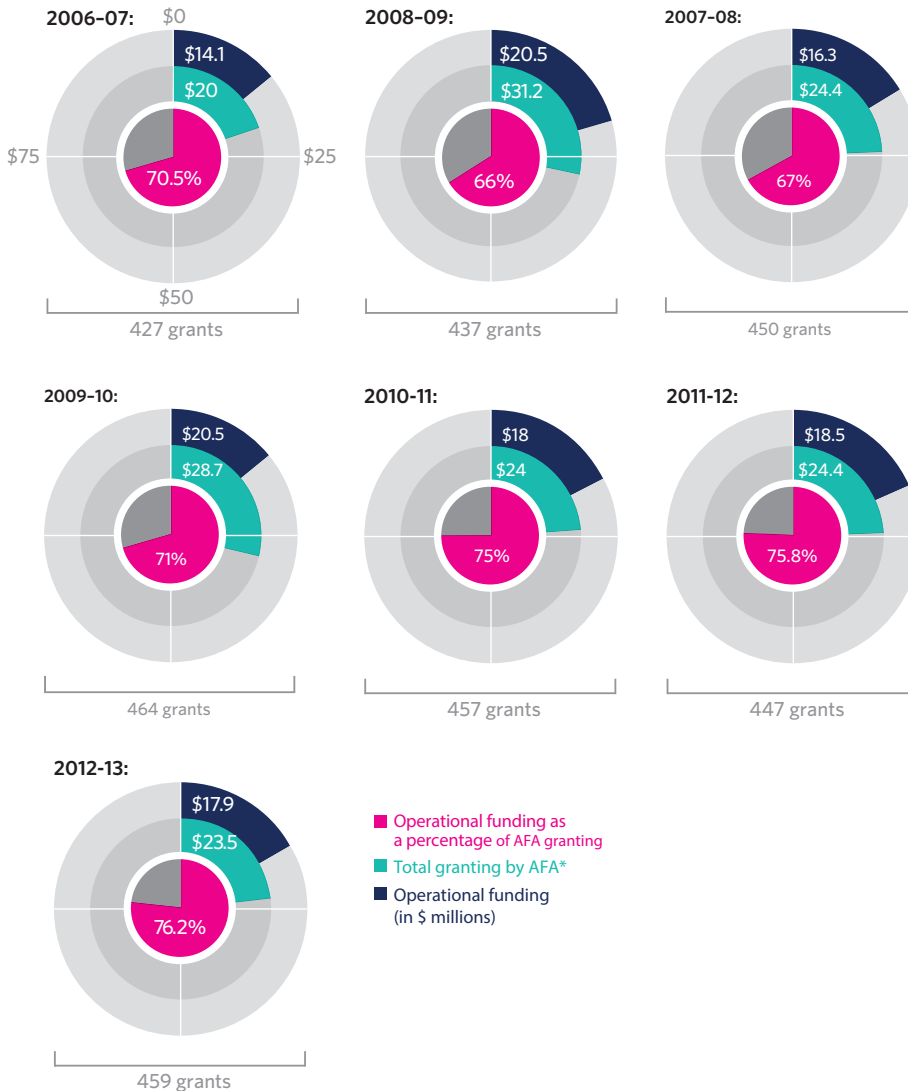 2006–07:
$0
$14.1
$20
$75
$25
70.5%
$50
427 grants
2008–09:
$20.5
$31.2
66%
437 grants
2007–08:
$16.3
$24.4
67%
450 grants
2009–10:
$20.5
$28.7
71%
464 grants
2010-11:
$18
$24
75%
457 grants
2011-12:
$18.5
$24.4
75.8%
447 grants
2012-13:
$17.9
$23.5
76.2%
459 grants
Operational funding as
a percentage of AFA granting
Total granting by AFA*
Operational funding
(in $ millions)